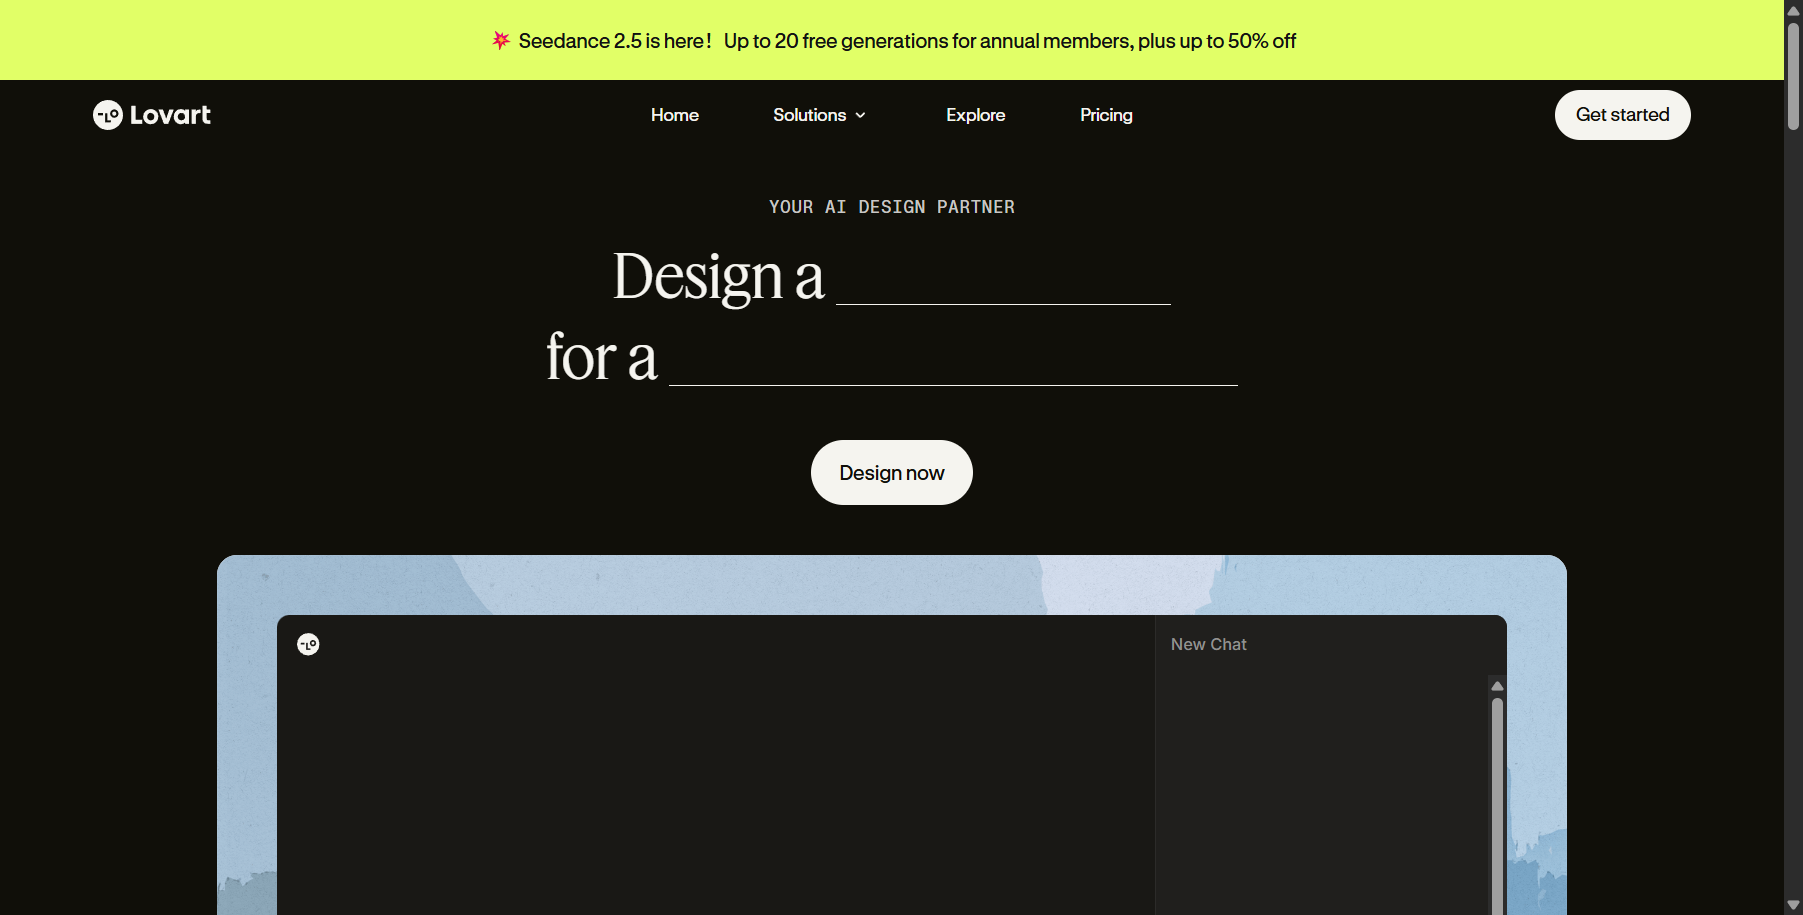 Seedance 2.5 is here! Up to 20 free generations for annual members, plus up to 50% off
Lovart
Home
Solutions
Explore
Pricing
Get started
YOUR AI DESIGN PARTNER
Design a
for a
Design now
New Chat